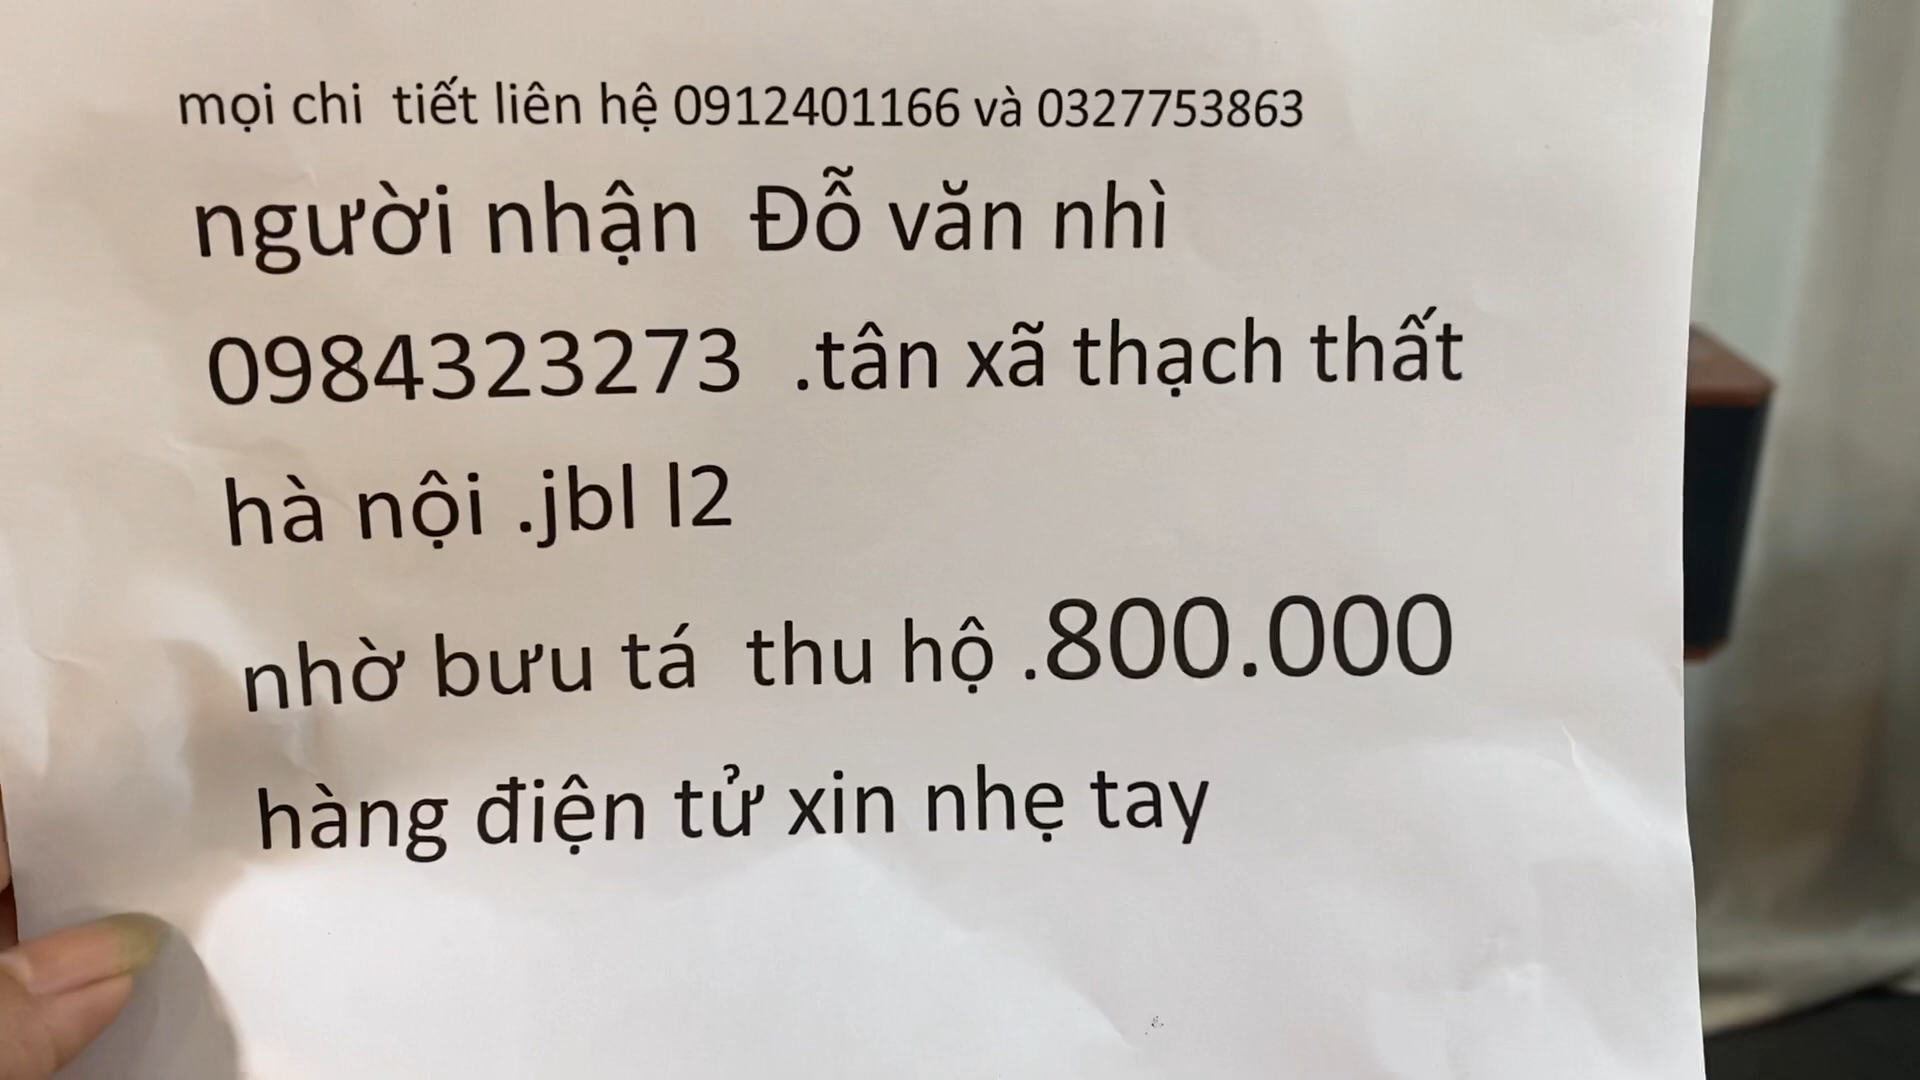 mọi chi tiết liên hệ 0912401166 và 0327753863
người nhận Đỗ văn nhì
0984323273 .tân xã thạch thất
hà nội .jbl l2
nhờ bưu tá thu hộ .800.000
hàng điện tử xin nhẹ tay